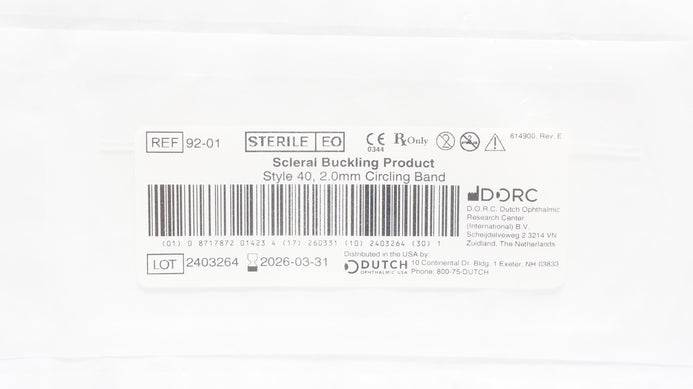 REF 92-01 STERILE EO CE 0344 Rx Only 2 614900. Rev. E
Scleral Buckling Product
Style 40, 2.0mm Circling Band
(01) 0 8717872 01423 4 (17) 260331 (10) 2403264 (30) 1
DORC
D.O.R.C. Dutch Ophthalmic
Research Center
(International) B.V.
Scheijdelveweg 2 3214 VN
Zuidland, The Netherlands
LOT 2403264 2026-03-31
Distributed in the USA by:
DUTCH
OPHTHALMIC USA
10 Continental Dr. Bldg. 1 Exeter, NH 03833
Phone: 800-75-DUTCH